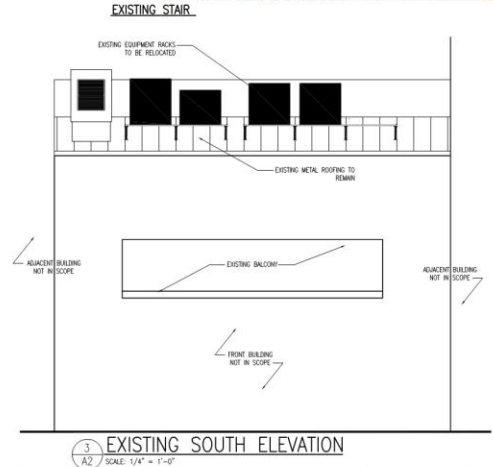 EXISTING STAIR
EXISTING EQUIPMENT RACKS
TO BE RELOCATED
EXISTING METAL ROOFING TO
REMAIN
ADJACENT BUILDING
NOT IN SCOPE
EXISTING BALCONY
ADJACENT BUILDING
NOT IN SCOPE
FRONT BUILDING
NOT IN SCOPE
3
A2
EXISTING SOUTH ELEVATION
SCALE: 1/4" = 1'-0"